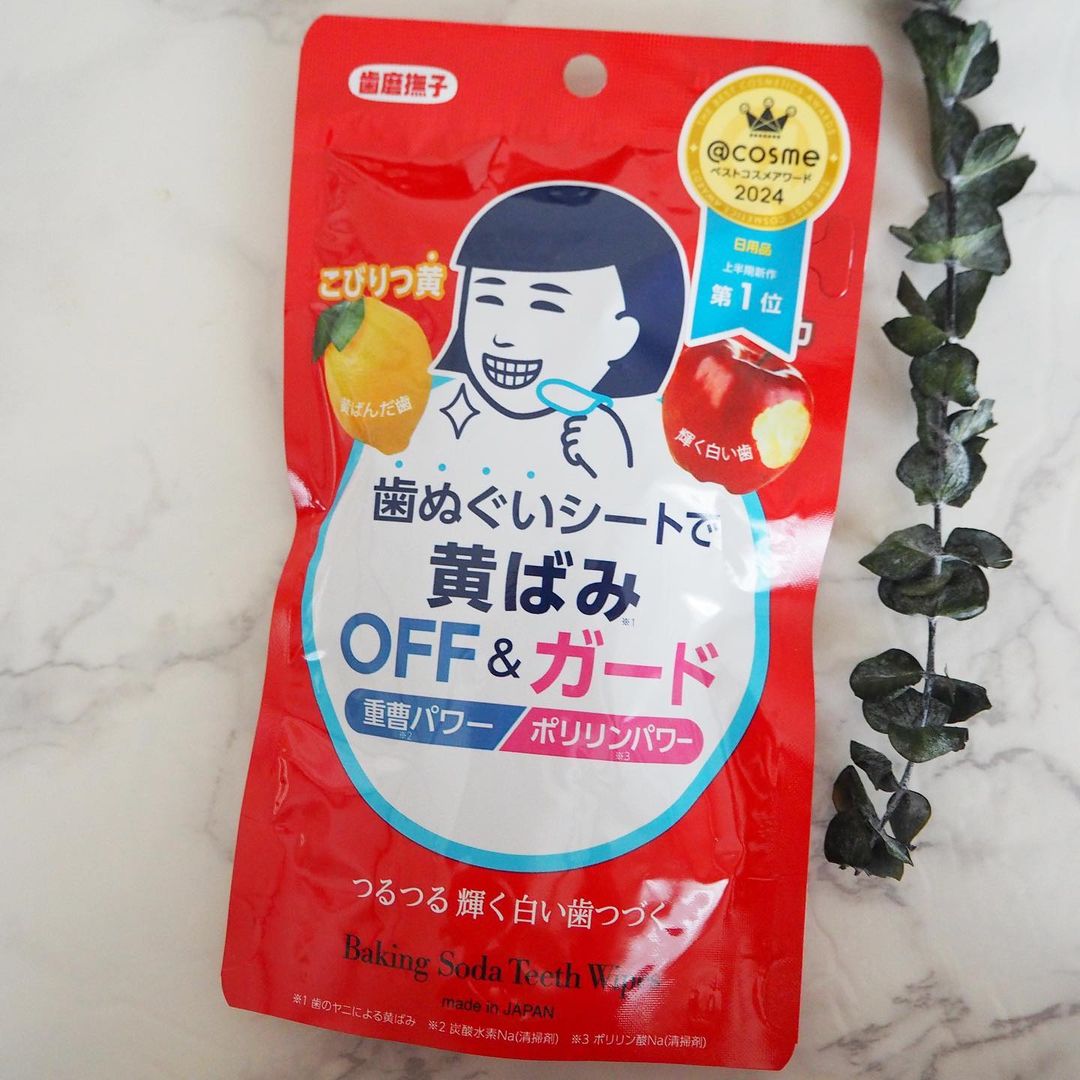 歯磨撫子
THE BEST COSMETICS AWARDS
@cosme
ベストコスメアワード
2024
THE BEST COSMETICS AWARDS
日用品
上半期新作
第1位
こびりつ黄
黄ばんだ歯
輝く白い歯
歯ぬぐいシートで
黄ばみ※1
OFF&ガード
重曹パワー※2
ポリリンパワー※3
つるつる 輝く白い歯つづく
Baking Soda Teeth Wipes
made in JAPAN
※1 歯のヤニによる黄ばみ ※2 炭酸水素Na(清掃剤) ※3 ポリリン酸Na(清掃剤)